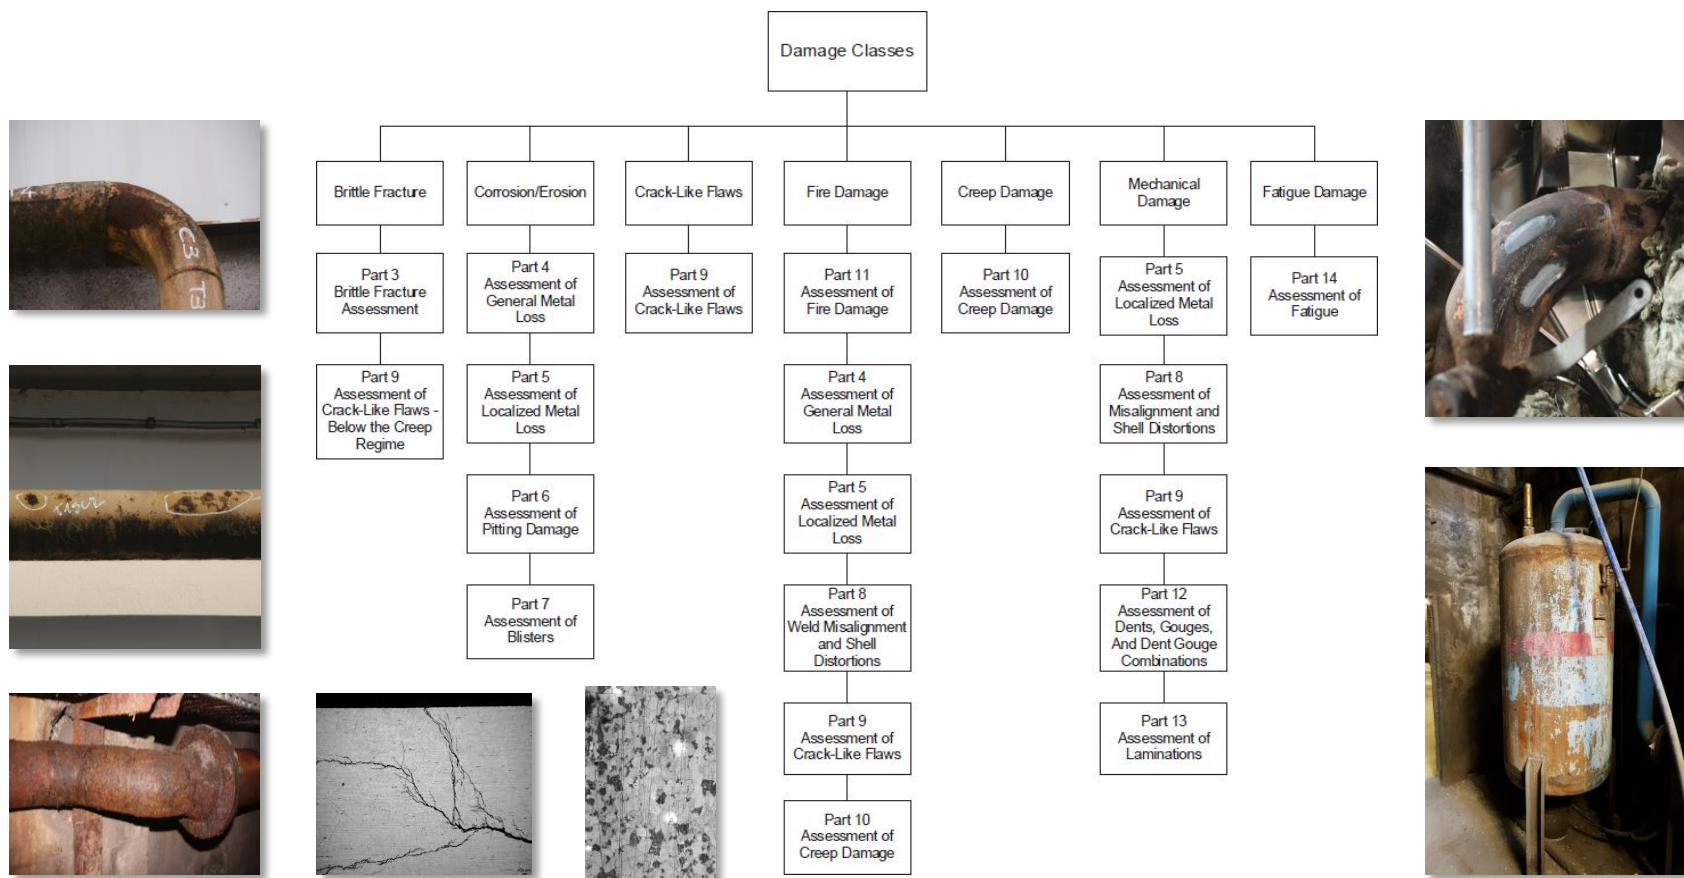 Damage Classes
Brittle Fracture
Corrosion/Erosion
Crack-Like Flaws
Fire Damage
Creep Damage
Mechanical
Damage
Fatigue Damage
Part 3
Brittle Fracture
Assessment
Part 9
Assessment of
Crack-Like Flaws -
Below the Creep
Regime
Part 4
Assessment of
General Metal
Loss
Part 5
Assessment of
Localized Metal
Loss
Part 6
Assessment of
Pitting Damage
Part 7
Assessment of
Blisters
Part 9
Assessment of
Crack-Like Flaws
Part 11
Assessment of
Fire Damage
Part 4
Assessment of
General Metal
Loss
Part 5
Assessment of
Localized Metal
Loss
Part 8
Assessment of
Weld Misalignment
and Shell
Distortions
Part 9
Assessment of
Crack-Like Flaws
Part 10
Assessment of
Creep Damage
Part 10
Assessment of
Creep Damage
Part 5
Assessment of
Localized Metal
Loss
Part 8
Assessment of
Misalignment and
Shell Distortions
Part 9
Assessment of
Crack-Like Flaws
Part 12
Assessment of
Dents, Gouges,
And Dent Gouge
Combinations
Part 13
Assessment of
Laminations
Part 14
Assessment of
Fatigue
C3
T3